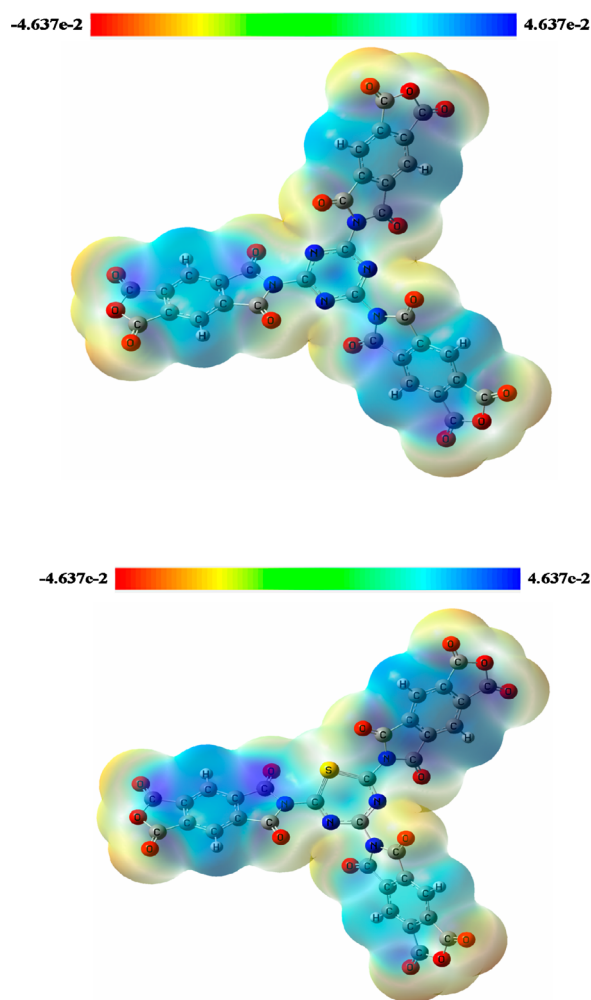 -4.637e-2 4.637e-2
O C O C O
C C
H C
C H
C C
O C C
N O
C
O N
H C N
O C C N C
C C C C
O C C N C O
C C O N C
H O O C C H
C C
C C
H C C O
C O
O
-4.637e-2 4.637e-2
O C O
C O
H C C
C C
C H
O C C
N
O S C O
H C
O C C N C N
C C C
O C C N
C C O N C O
H O O C
C C H
C C
H C C O
C O
O